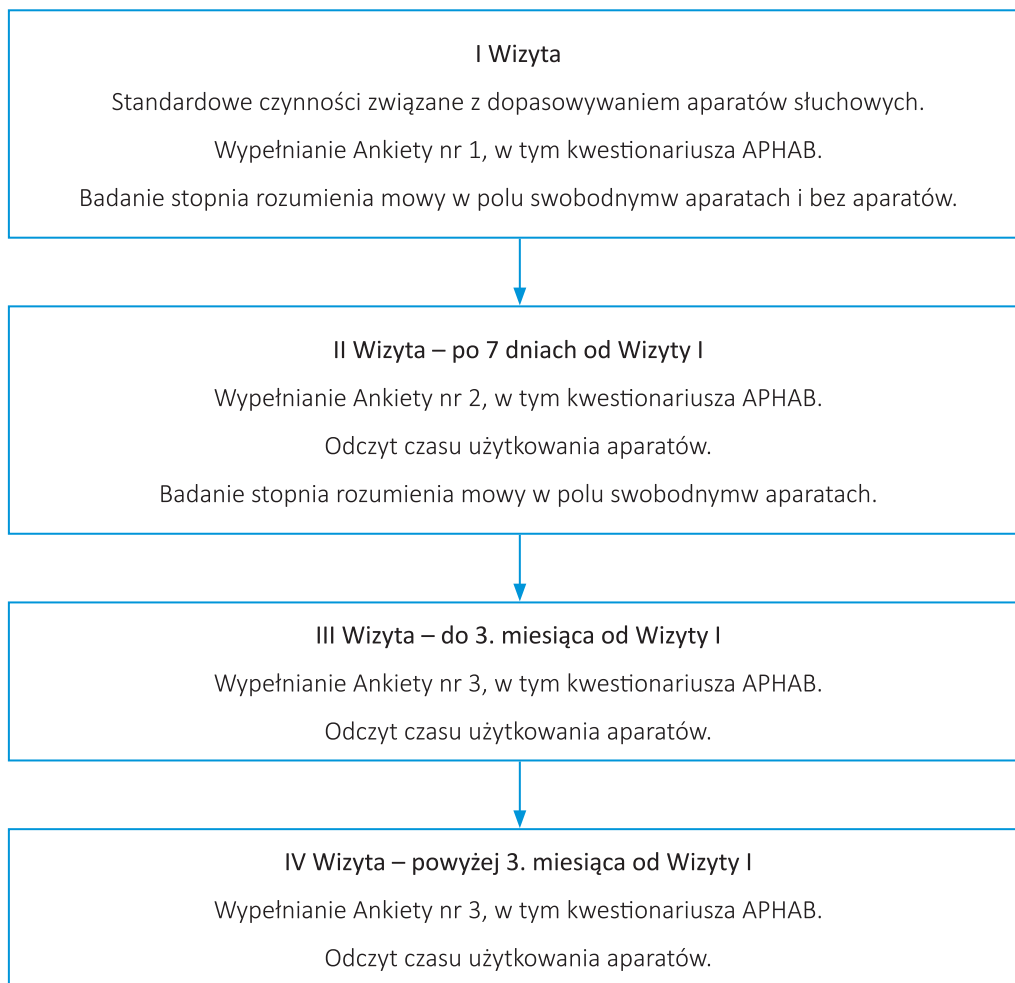 I Wizyta
Standardowe czynności związane z dopasowywaniem aparatów słuchowych.
Wypełnianie Ankiety nr 1, w tym kwestionariusza APHAB.
Badanie stopnia rozumienia mowy w polu swobodnymw aparatach i bez aparatów.
II Wizyta – po 7 dniach od Wizyty I
Wypełnianie Ankiety nr 2, w tym kwestionariusza APHAB.
Odczyt czasu użytkowania aparatów.
Badanie stopnia rozumienia mowy w polu swobodnymw aparatach.
III Wizyta – do 3. miesiąca od Wizyty I
Wypełnianie Ankiety nr 3, w tym kwestionariusza APHAB.
Odczyt czasu użytkowania aparatów.
IV Wizyta – powyżej 3. miesiąca od Wizyty I
Wypełnianie Ankiety nr 3, w tym kwestionariusza APHAB.
Odczyt czasu użytkowania aparatów.